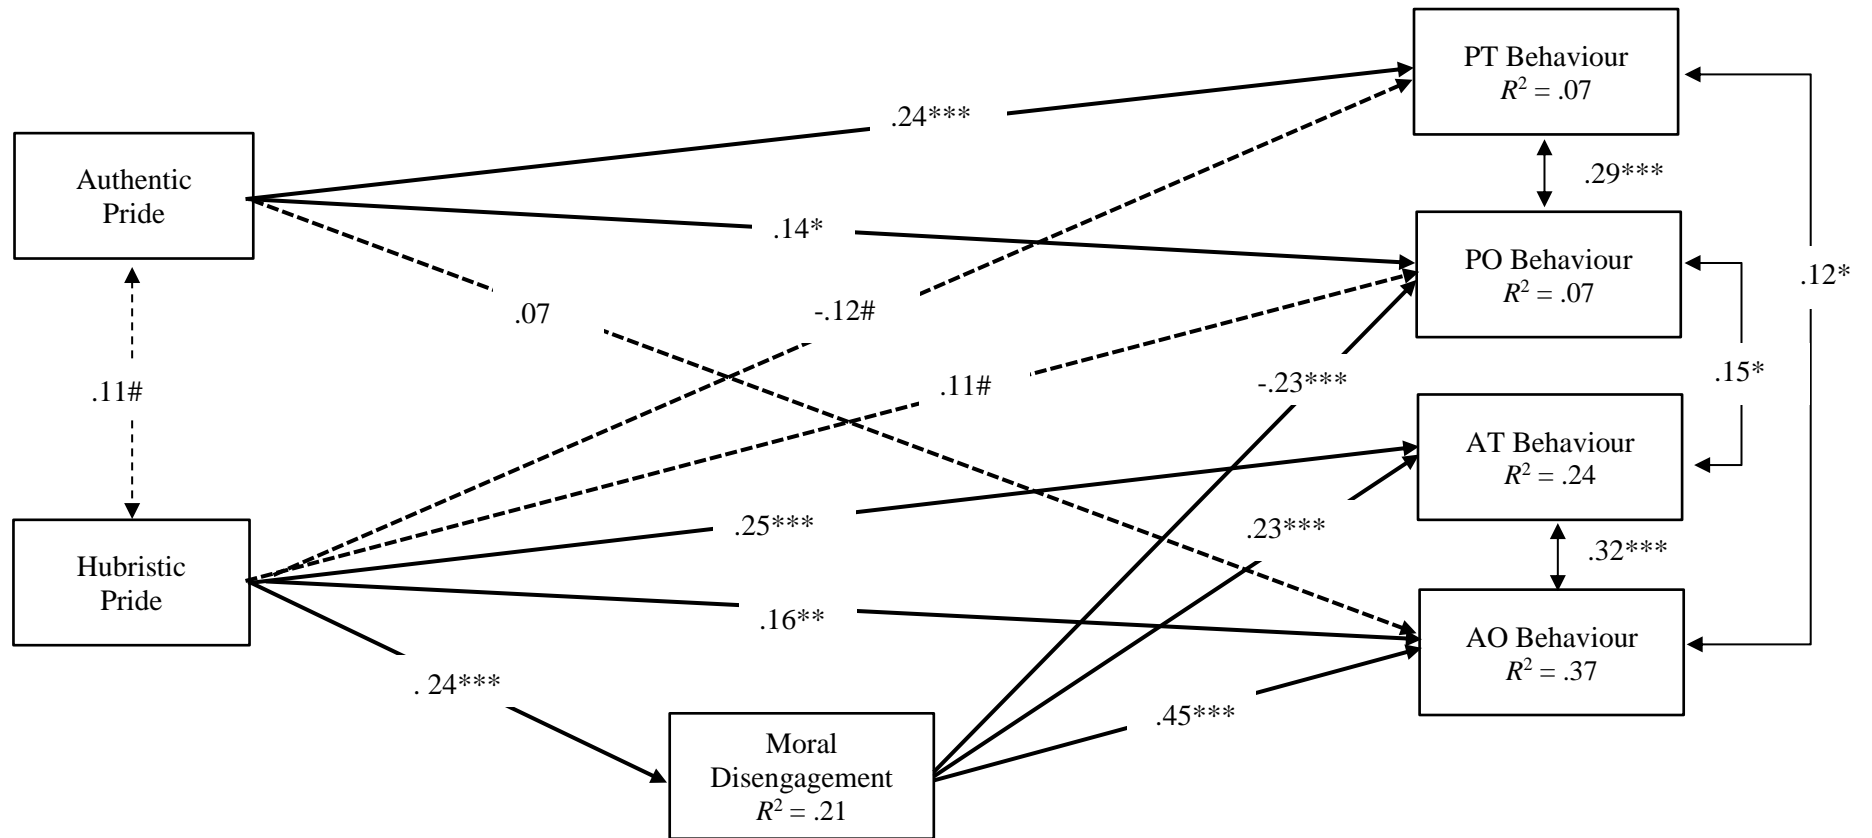 PT Behaviour
R² = .07
.24***
Authentic
Pride
.29***
.14*
PO Behaviour
R² = .07
.12*
.07
-.12#
.11#
.11#
-.23***
.15*
AT Behaviour
R² = .24
.25***
.23***
.32***
Hubristic
Pride
.16**
AO Behaviour
R² = .37
. 24***
.45***
Moral
Disengagement
R² = .21